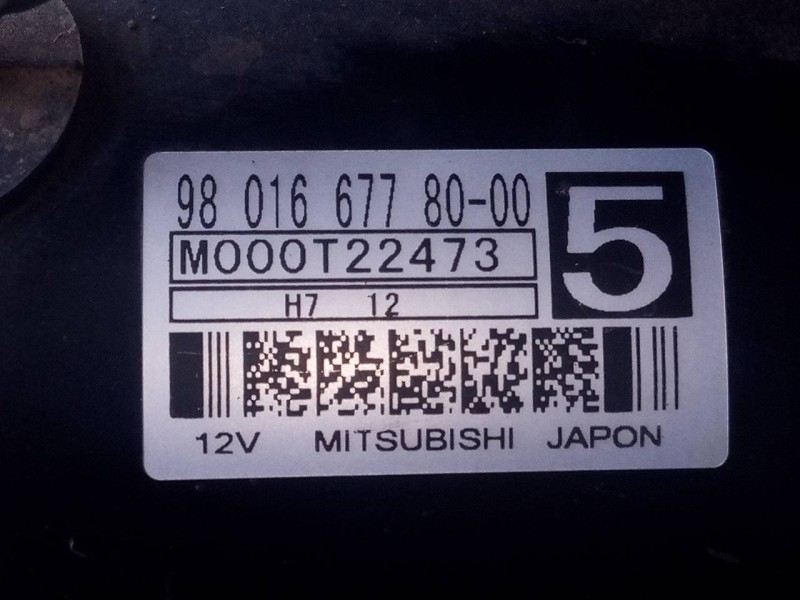 98 016 677 80-00
5
M000T22473
H7 12
12V MITSUBISHI JAPON